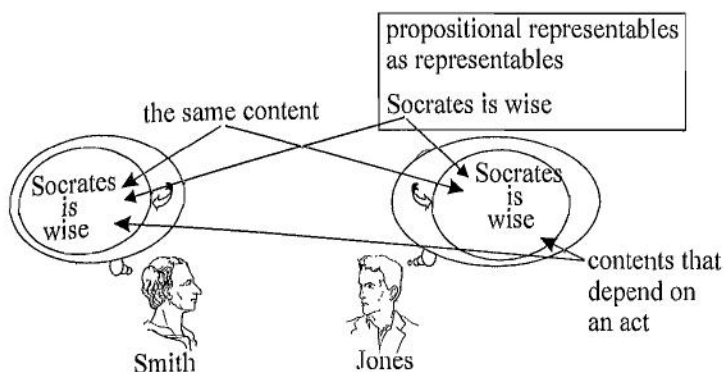 propositional representables
as representables
Socrates is wise
the same content
Socrates
is
wise
Socrates
is
wise
contents that
depend on
an act
Smith
Jones